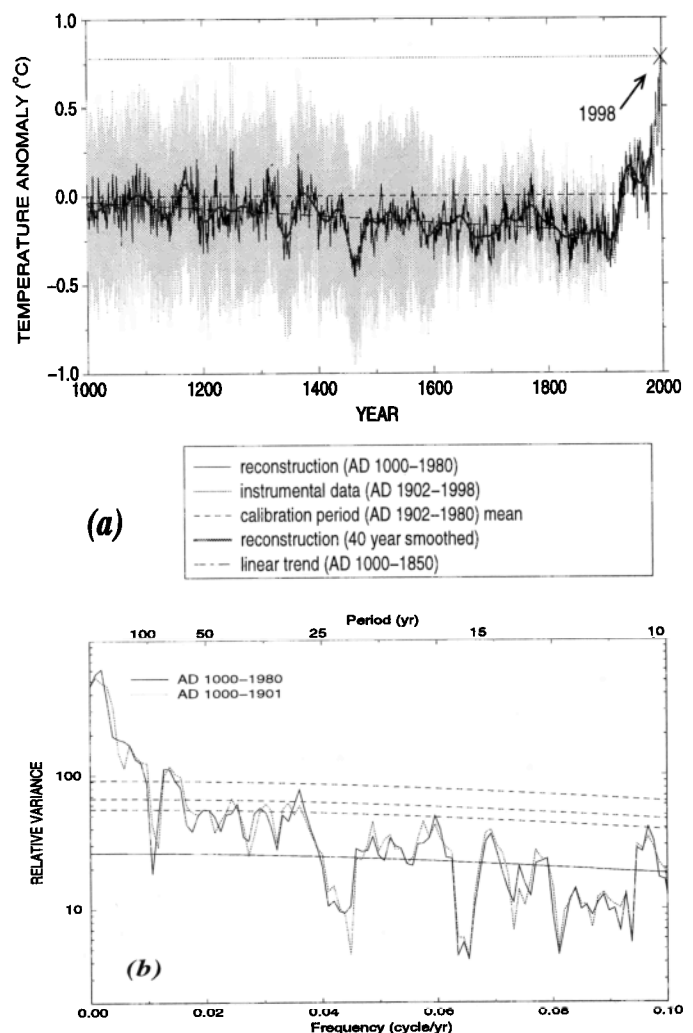 1.0
0.5
0.0
−0.5
−1.0
TEMPERATURE ANOMALY (°C)
1998
1000 1200 1400 1600 1800 2000
YEAR
(a)
reconstruction (AD 1000–1980)
instrumental data (AD 1902–1998)
calibration period (AD 1902–1980) mean
reconstruction (40 year smoothed)
linear trend (AD 1000–1850)
Period (yr)
100 50 25 15 10
AD 1000–1980
AD 1000–1901
100
10
RELATIVE VARIANCE
(b)
0.00 0.02 0.04 0.06 0.08 0.10
Frequency (cycle/yr)